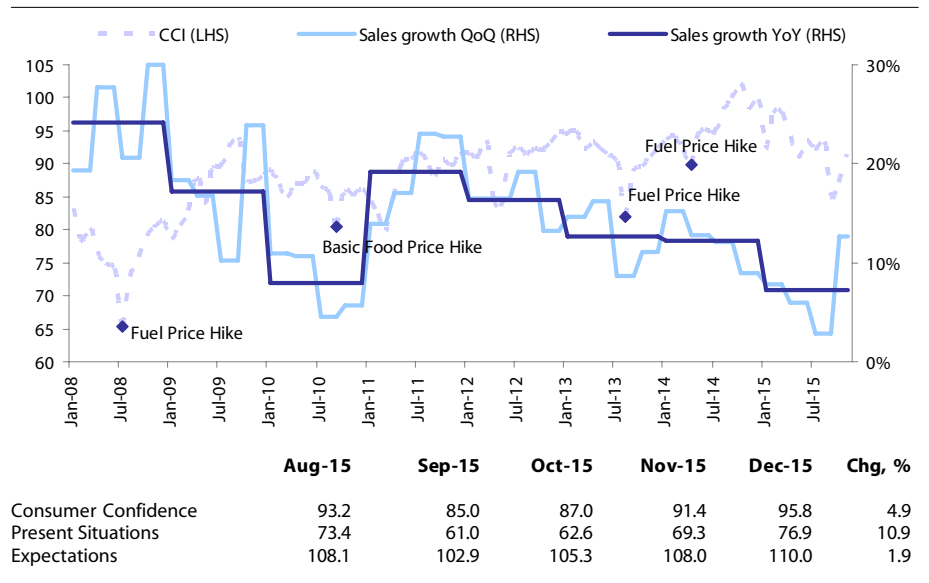 CCI (LHS) Sales growth QoQ (RHS) Sales growth YoY (RHS)
105 30%
100
95
90 20%
85
80
75 10%
70
65
60 0%
Fuel Price Hike
Fuel Price Hike
Basic Food Price Hike
Fuel Price Hike
Jan-08 Jul-08 Jan-09 Jul-09 Jan-10 Jul-10 Jan-11 Jul-11 Jan-12 Jul-12 Jan-13 Jul-13 Jan-14 Jul-14 Jan-15 Jul-15
Aug-15 Sep-15 Oct-15 Nov-15 Dec-15 Chg, %
Consumer Confidence 93.2 85.0 87.0 91.4 95.8 4.9
Present Situations 73.4 61.0 62.6 69.3 76.9 10.9
Expectations 108.1 102.9 105.3 108.0 110.0 1.9